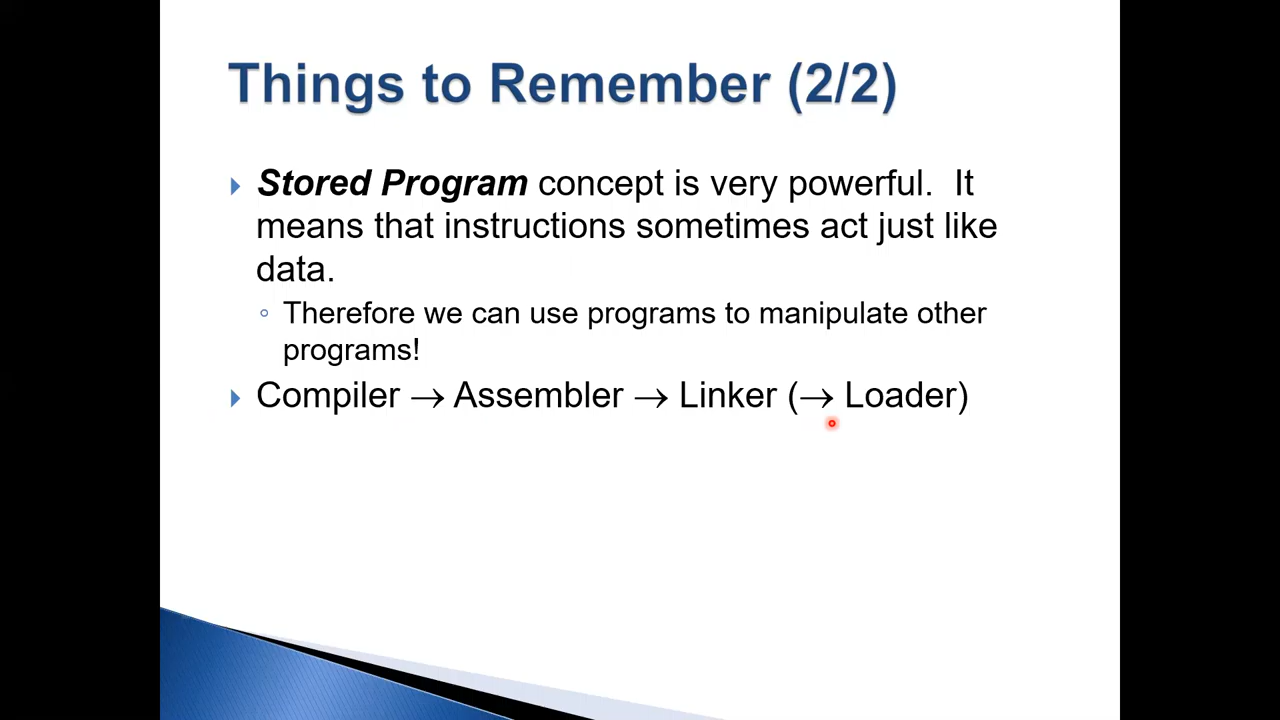 Things to Remember (2/2)
Stored Program concept is very powerful.  It
means that instructions sometimes act just like
data.
Therefore we can use programs to manipulate other
programs!
Compiler → Assembler → Linker (→ Loader)